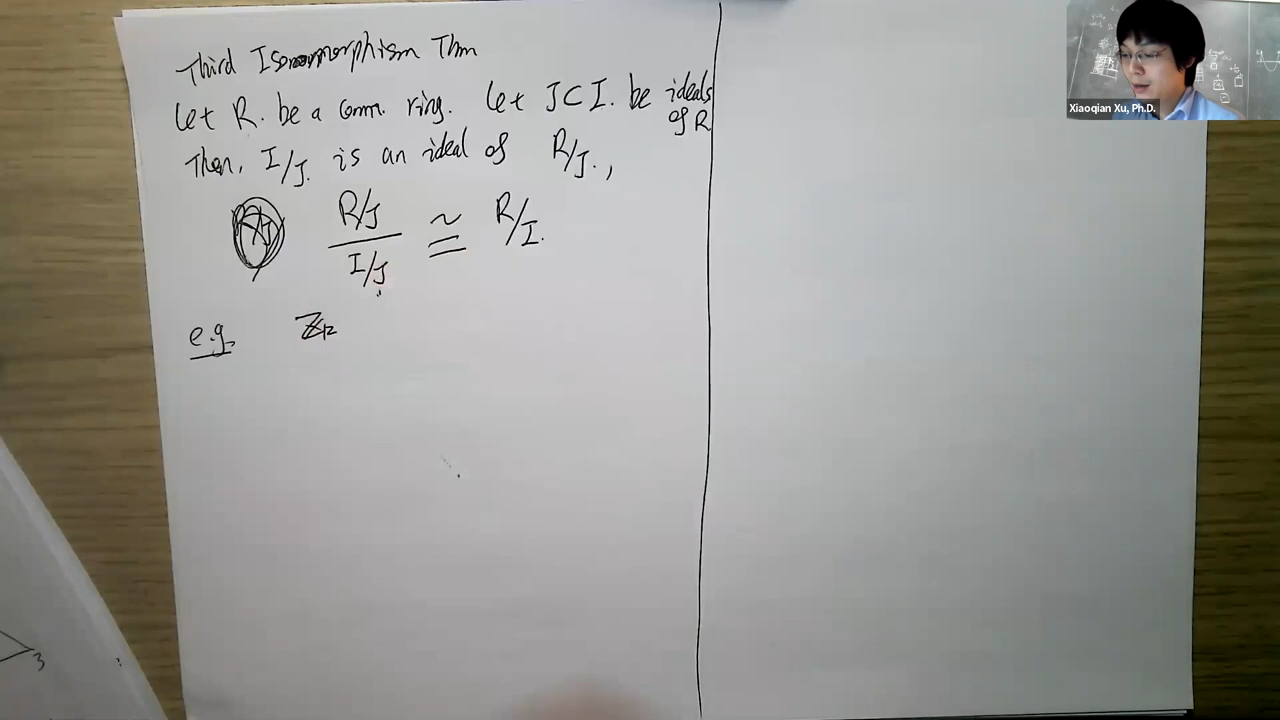 Third Isomorphism Thm
Let R. be a comm. ring. Let J⊂I. be ideals
of R
Then, I/J. is an ideal of R/J.,
R/J
I/J
≅ R/I.
e.g. Z12
3
Xiaoqian Xu, Ph.D.